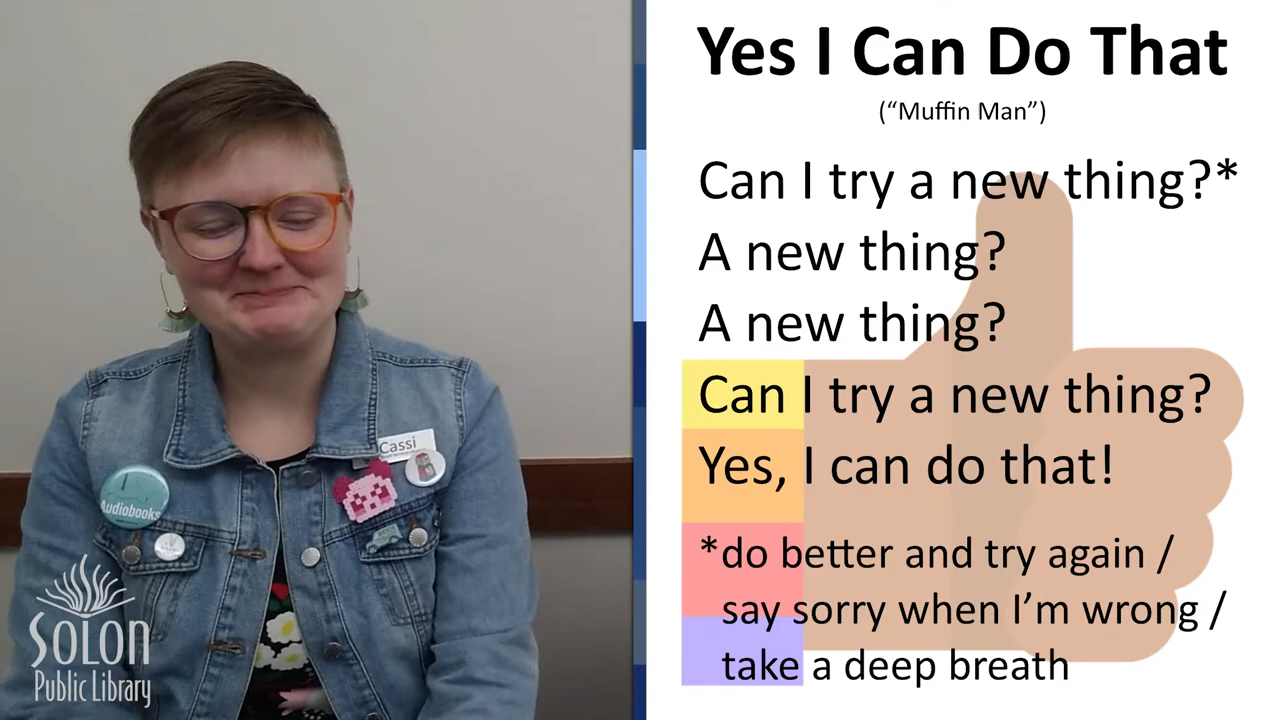 Yes I Can Do That
(“Muffin Man”)
Can I try a new thing?*
A new thing?
A new thing?
Can I try a new thing?
Yes, I can do that!
*do better and try again /
say sorry when I’m wrong /
take a deep breath
Cassi
Audiobooks
SOLON
Public Library